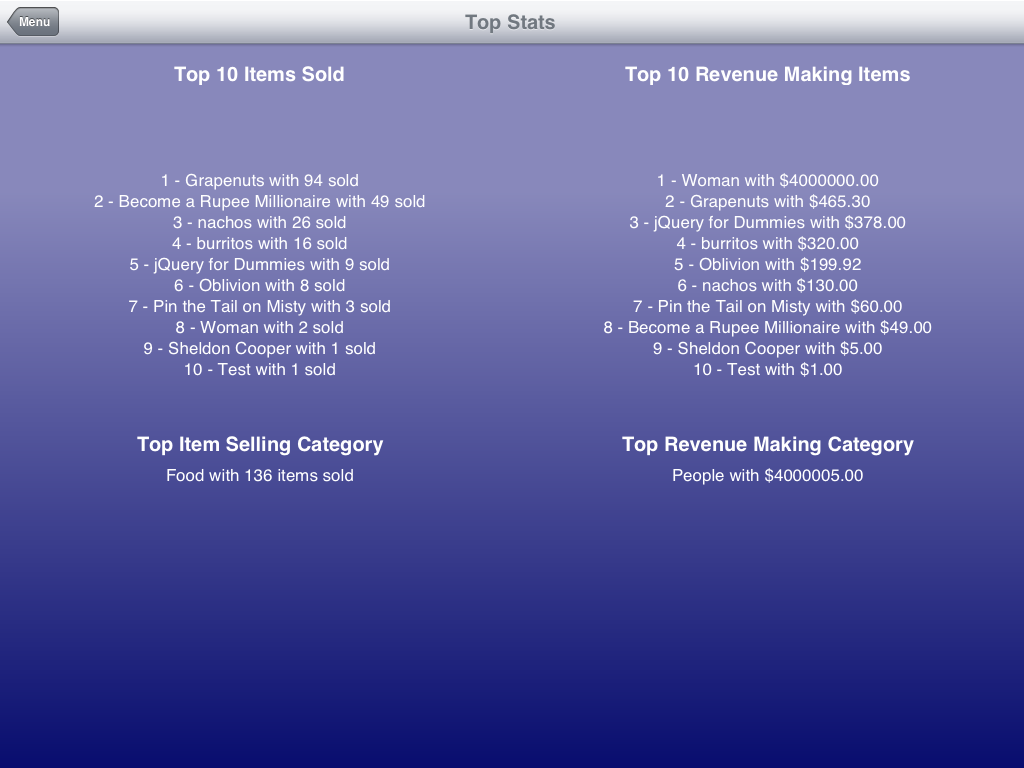 Menu
Top Stats
Top 10 Items Sold
1 - Grapenuts with 94 sold
2 - Become a Rupee Millionaire with 49 sold
3 - nachos with 26 sold
4 - burritos with 16 sold
5 - jQuery for Dummies with 9 sold
6 - Oblivion with 8 sold
7 - Pin the Tail on Misty with 3 sold
8 - Woman with 2 sold
9 - Sheldon Cooper with 1 sold
10 - Test with 1 sold
Top Item Selling Category
Food with 136 items sold
Top 10 Revenue Making Items
1 - Woman with $4000000.00
2 - Grapenuts with $465.30
3 - jQuery for Dummies with $378.00
4 - burritos with $320.00
5 - Oblivion with $199.92
6 - nachos with $130.00
7 - Pin the Tail on Misty with $60.00
8 - Become a Rupee Millionaire with $49.00
9 - Sheldon Cooper with $5.00
10 - Test with $1.00
Top Revenue Making Category
People with $4000005.00